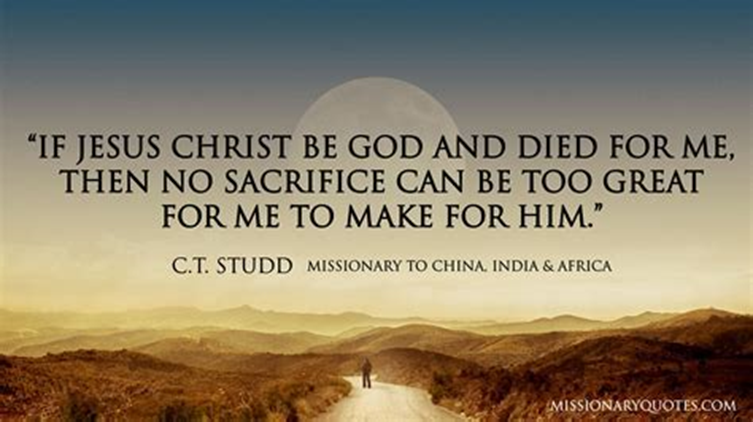 “IF JESUS CHRIST BE GOD AND DIED FOR ME,
THEN NO SACRIFICE CAN BE TOO GREAT
FOR ME TO MAKE FOR HIM.”
C.T. STUDD MISSIONARY TO CHINA, INDIA & AFRICA
MISSIONARYQUOTES.COM